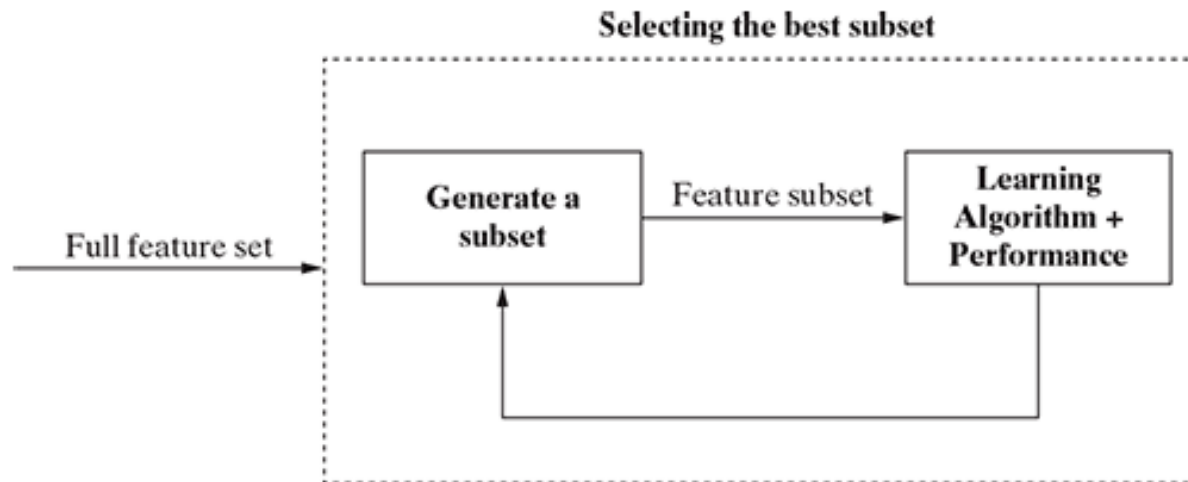 Selecting the best subset
Generate a
subset
Feature subset
Learning
Algorithm +
Performance
Full feature set